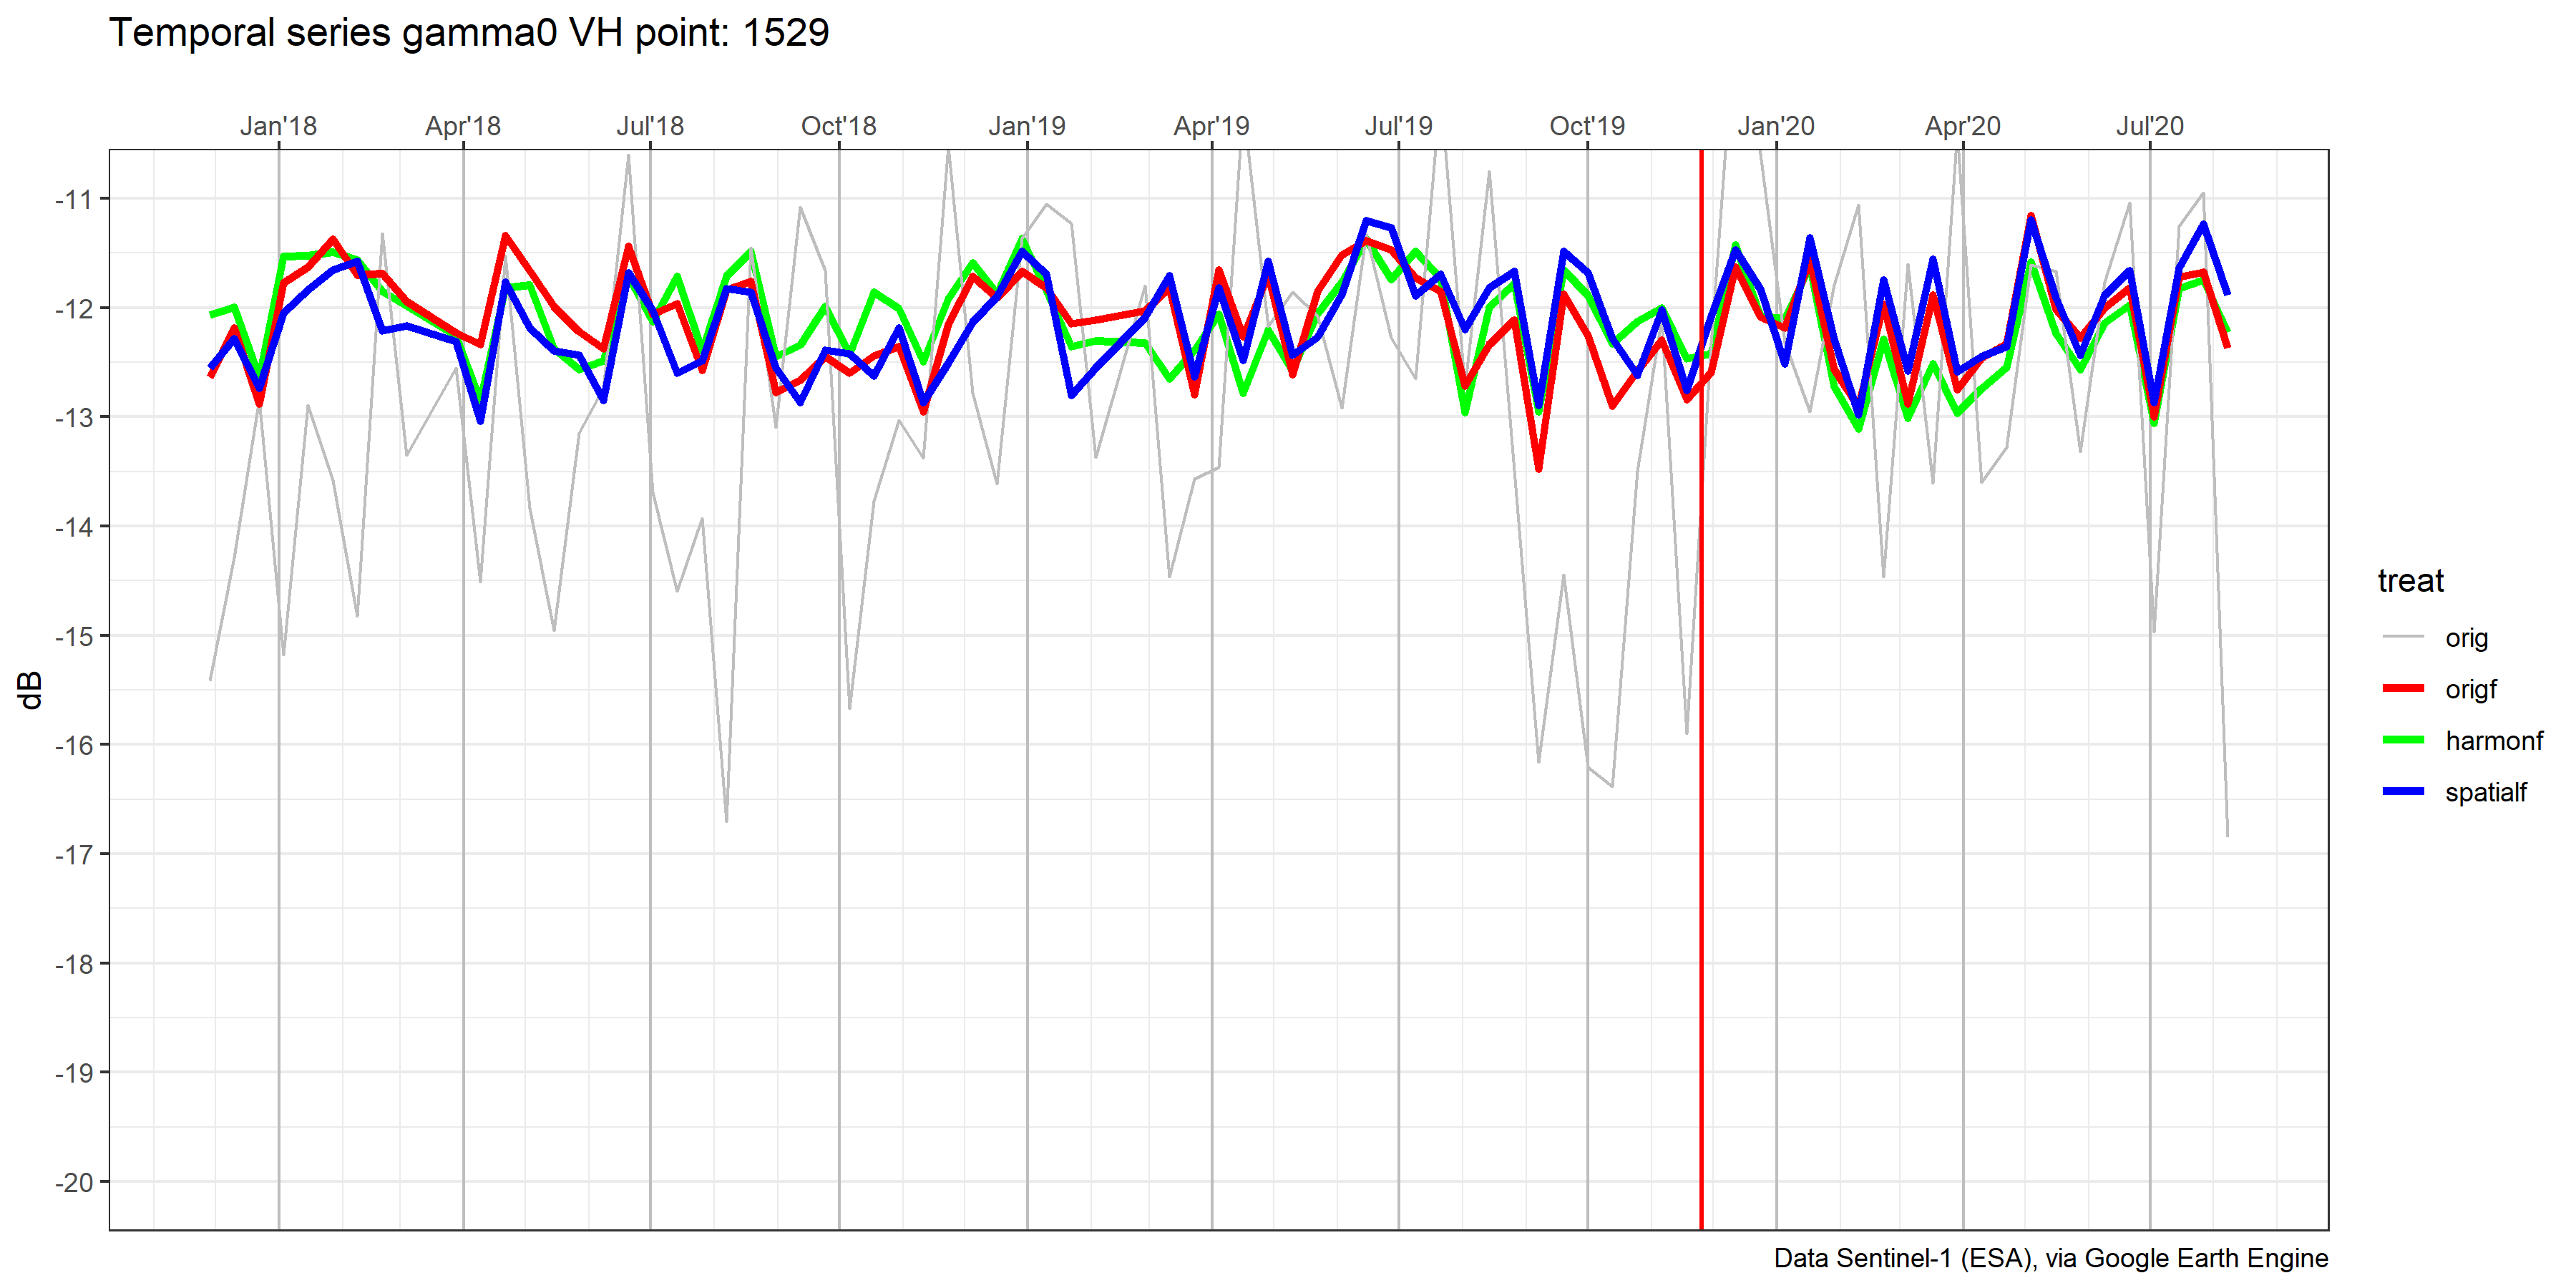 Temporal series gamma0 VH point: 1529
Jan'18 Apr'18 Jul'18 Oct'18 Jan'19 Apr'19 Jul'19 Oct'19 Jan'20 Apr'20 Jul'20
-11
-12
-13
-14
-15
-16
-17
-18
-19
-20
dB
treat
orig
origf
harmonf
spatialf
Data Sentinel-1 (ESA), via Google Earth Engine